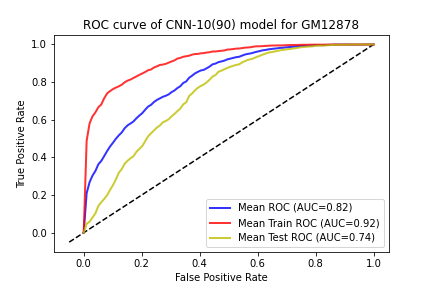 ROC curve of CNN-10(90) model for GM12878
True Positive Rate
1.0
0.8
0.6
0.4
0.2
0.0
Mean ROC (AUC=0.82)
Mean Train ROC (AUC=0.92)
Mean Test ROC (AUC=0.74)
0.0 0.2 0.4 0.6 0.8 1.0
False Positive Rate